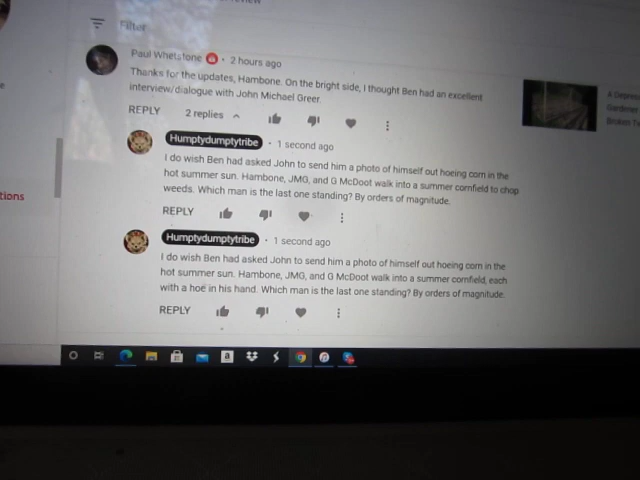 Filter
Paul Whetstone · 2 hours ago
Thanks for the updates, Hambone. On the bright side, I thought Ben had an excellent
interview/dialogue with John Michael Greer
REPLY 2 replies
Humptydumptytribe · 1 second ago
I do wish Ben had asked John to send him a photo of himself out hoeing corn in the
hot summer sun. Hambone, JMG, and G McDoot walk into a summer cornfield to chop
weeds. Which man is the last one standing? By orders of magnitude.
REPLY
Humptydumptytribe · 1 second ago
I do wish Ben had asked John to send him a photo of himself out hoeing corn in the
hot summer sun. Hambone, JMG, and G McDoot walk into a summer cornfield, each
with a hoe in his hand. Which man is the last one standing? By orders of magnitude.
REPLY
tions
Gardener
Broken
a